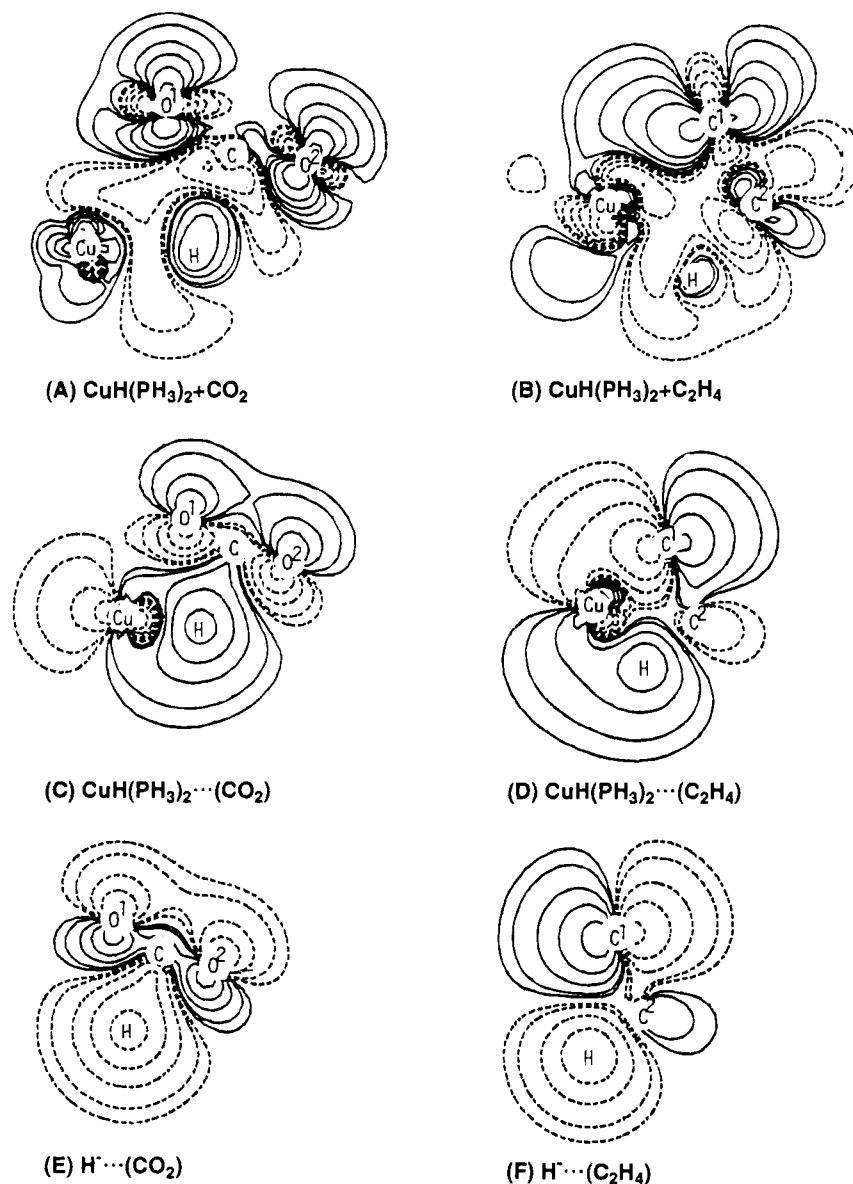 O1
C
O2
Cu
H
C1
Cu
C2
H
(A) CuH(PH3)2+CO2
(B) CuH(PH3)2+C2H4
O1
C
O2
Cu
H
C
Cu
C2
H
(C) CuH(PH3)2···(CO2)
(D) CuH(PH3)2···(C2H4)
O1
C
O2
H
C1
C2
H
(E) H-···(CO2)
(F) H-···(C2H4)